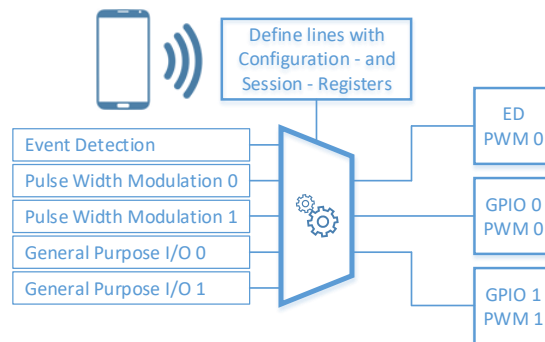 Define lines with
Configuration - and
Session - Registers
Event Detection
Pulse Width Modulation 0
Pulse Width Modulation 1
General Purpose I/O 0
General Purpose I/O 1
ED
PWM 0
GPIO 0
PWM 0
GPIO 1
PWM 1